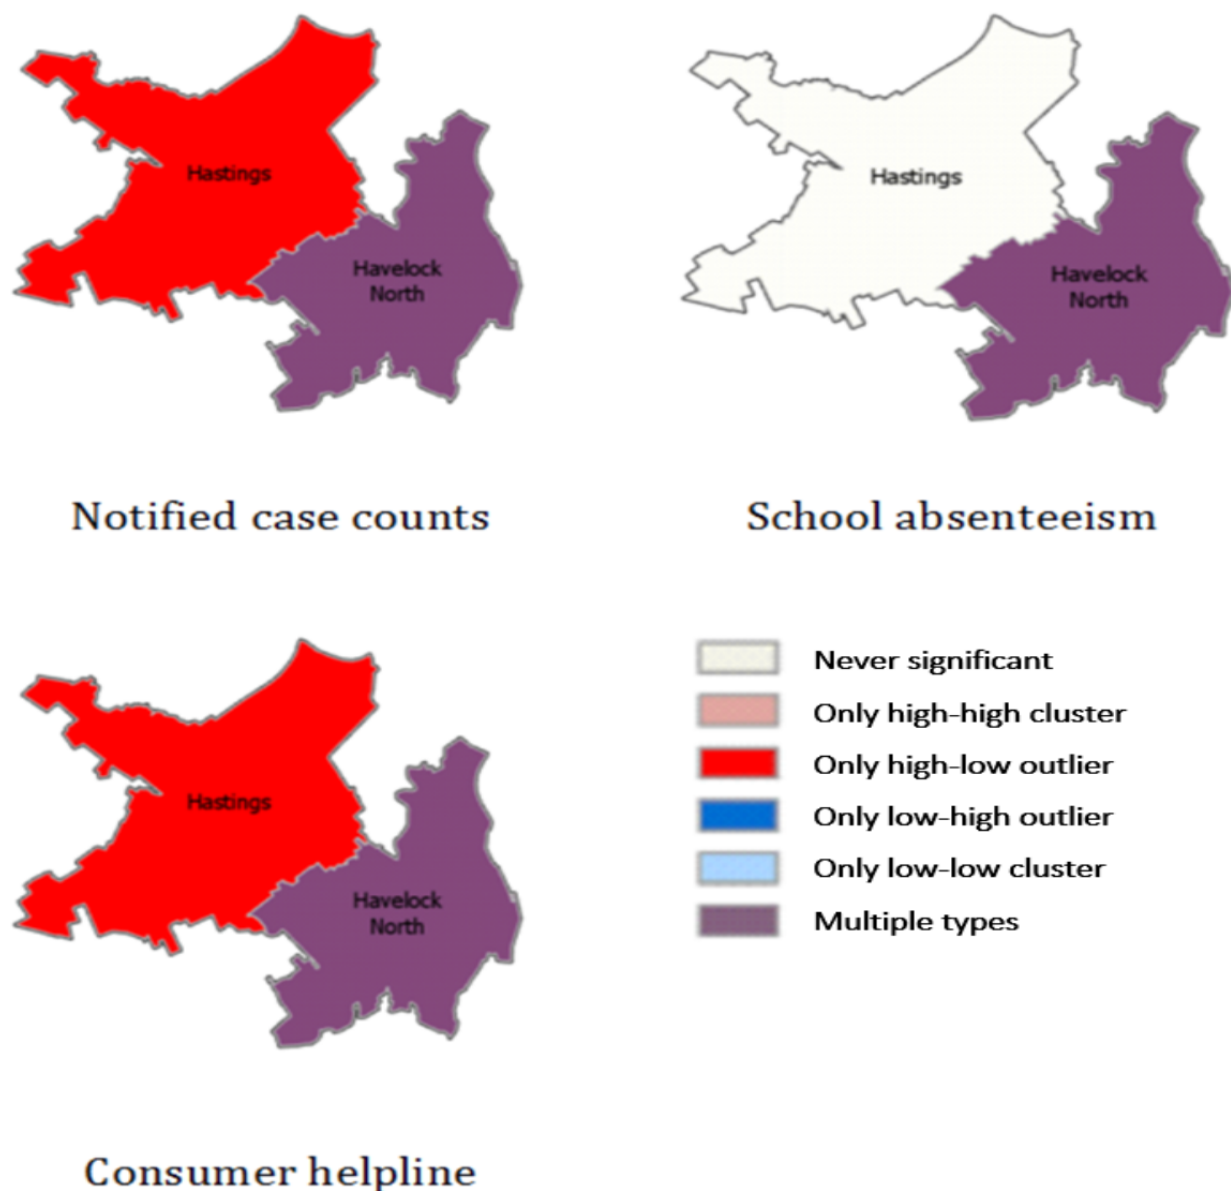 Hastings
Havelock
North
Notified case counts
Hastings
Havelock
North
School absenteeism
Hastings
Havelock
North
Consumer helpline
Never significant
Only high-high cluster
Only high-low outlier
Only low-high outlier
Only low-low cluster
Multiple types